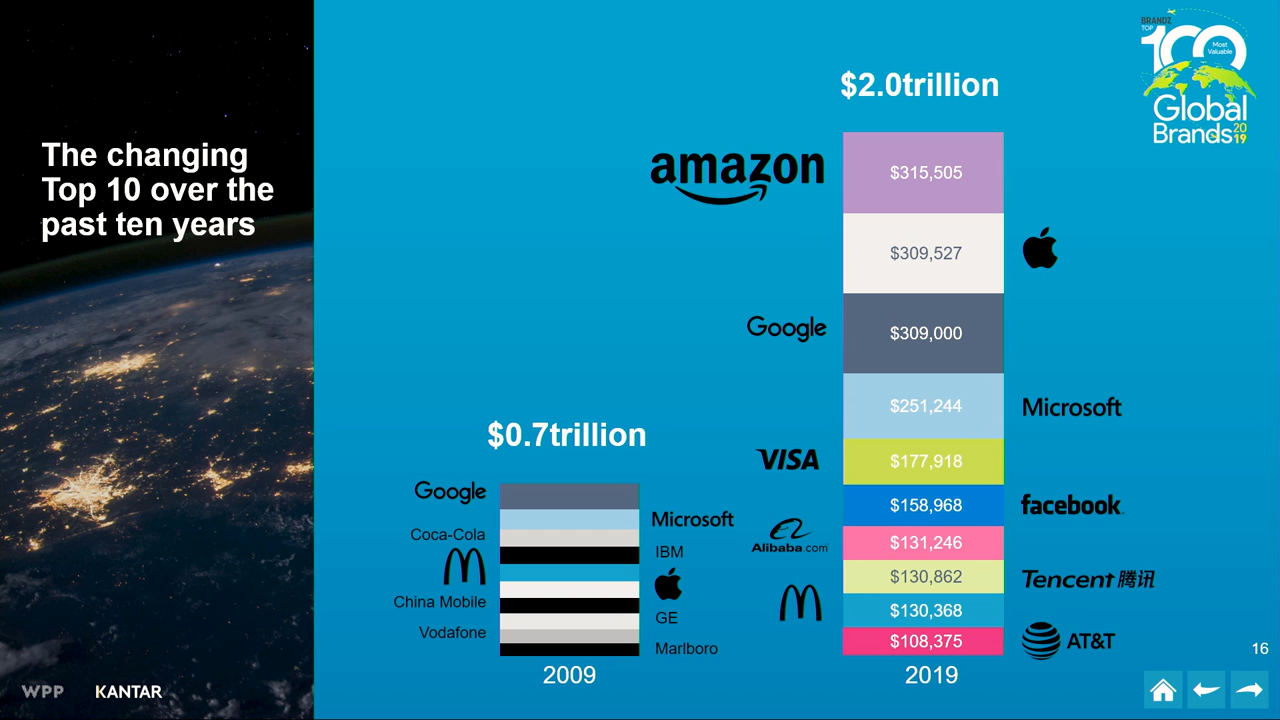 The changing
Top 10 over the
past ten years
BRANDZ
TOP
100
Most
Valuable
Global
Brands
20
19
$2.0trillion
amazon
$315,505
$309,527
Google
$309,000
$251,244
Microsoft
VISA
$177,918
$158,968
facebook
Alibaba.com
$131,246
$130,862
Tencent 腾讯
$130,368
$108,375
AT&T
2019
$0.7trillion
Google
Microsoft
Coca-Cola
IBM
China Mobile
GE
Vodafone
Marlboro
2009
16
WPP
KANTAR